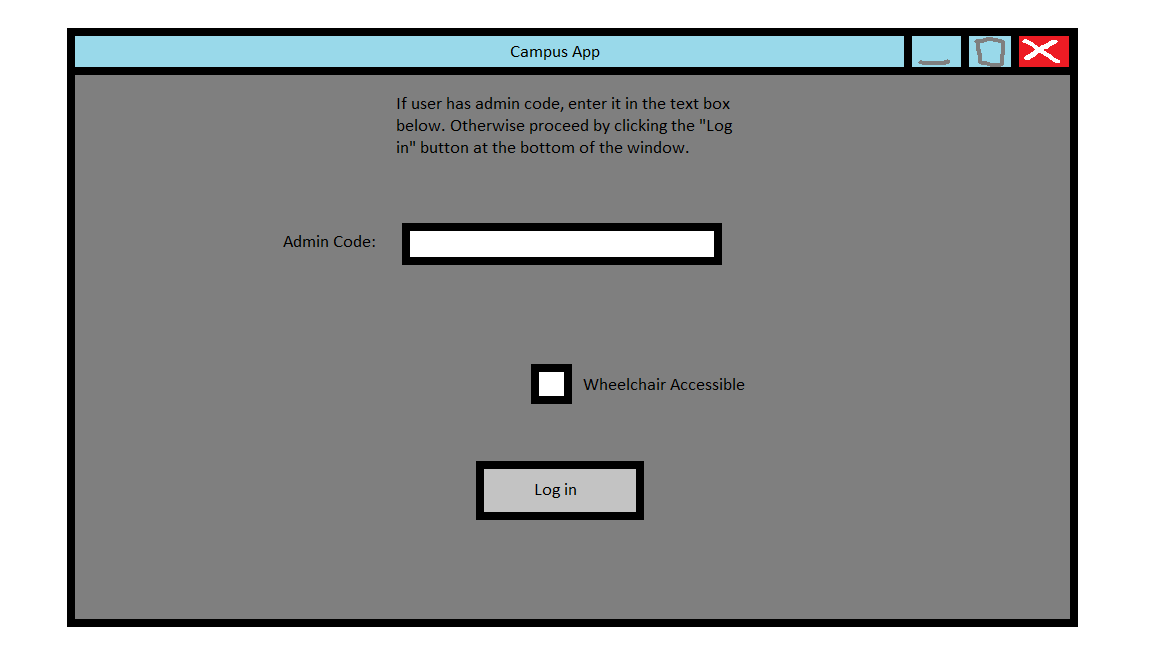 Campus App
If user has admin code, enter it in the text box
below. Otherwise proceed by clicking the "Log
in" button at the bottom of the window.
Admin Code:
Wheelchair Accessible
Log in